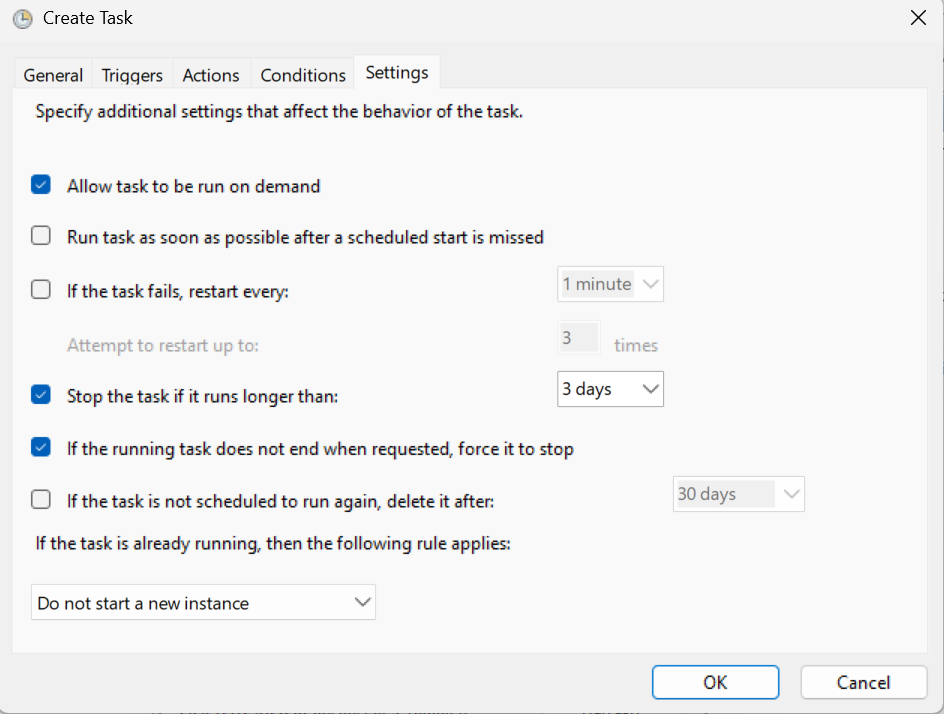 Create Task
General Triggers Actions Conditions Settings
Specify additional settings that affect the behavior of the task.
Allow task to be run on demand
Run task as soon as possible after a scheduled start is missed
If the task fails, restart every: 1 minute
Attempt to restart up to: 3 times
Stop the task if it runs longer than: 3 days
If the running task does not end when requested, force it to stop
If the task is not scheduled to run again, delete it after: 30 days
If the task is already running, then the following rule applies:
Do not start a new instance
OK Cancel